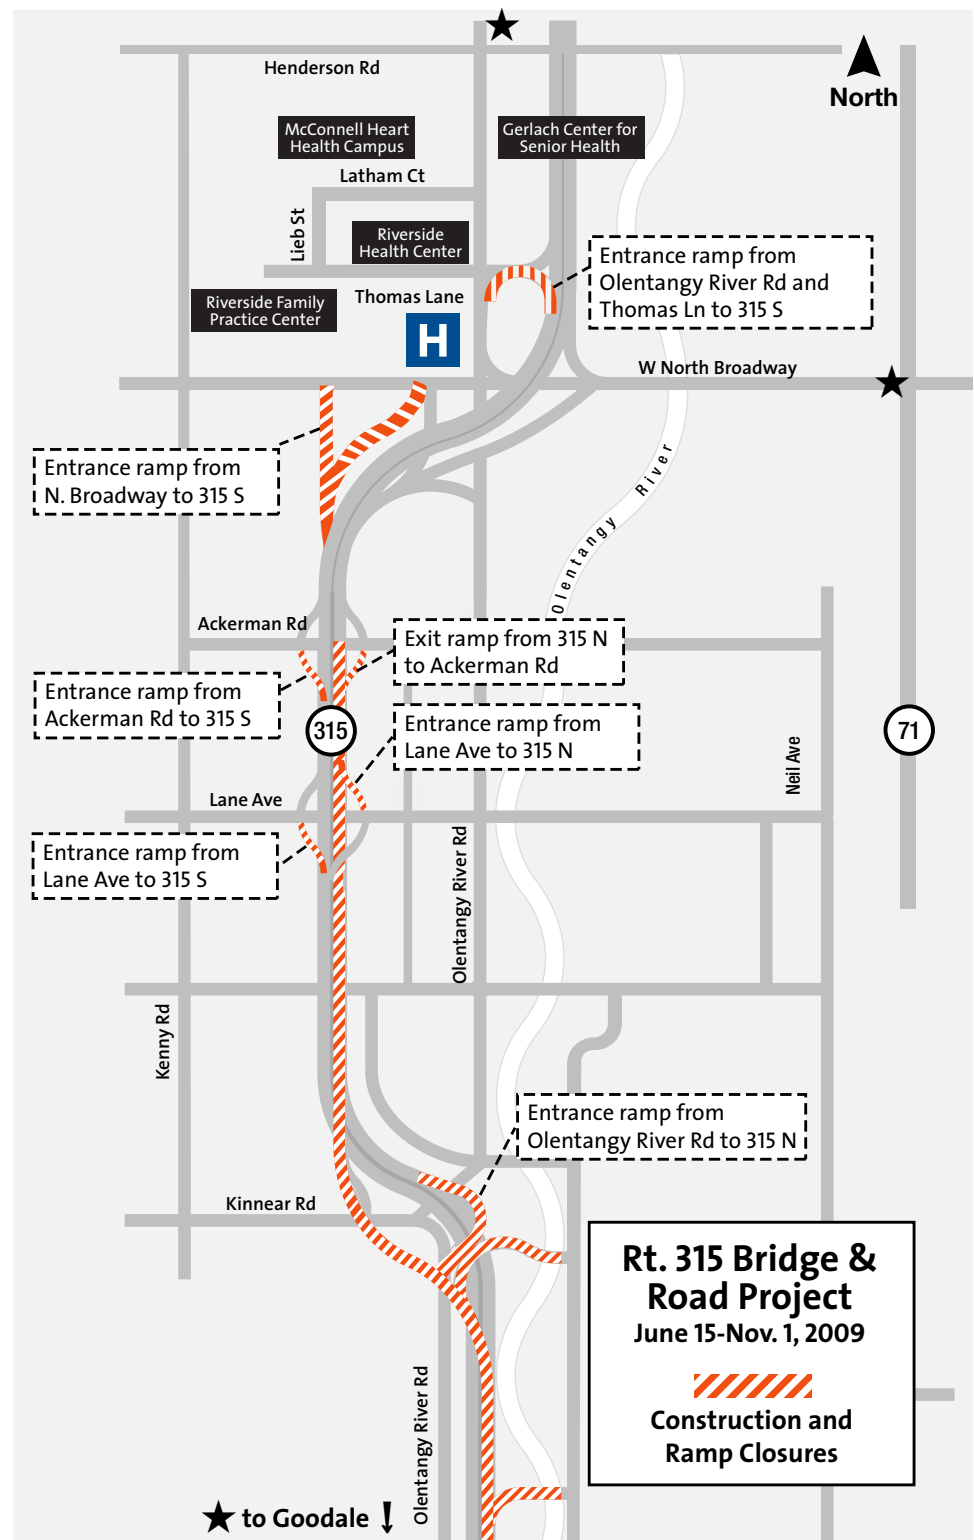 Henderson Rd
North
McConnell Heart
Health Campus
Gerlach Center for
Senior Health
Latham Ct
Lieb St
Riverside
Health Center
Entrance ramp from
Olentangy River Rd and
Thomas Ln to 315 S
Riverside Family
Practice Center
Thomas Lane
H
W North Broadway
Entrance ramp from
N. Broadway to 315 S
Olentangy River
Ackerman Rd
Exit ramp from 315 N
to Ackerman Rd
Entrance ramp from
Ackerman Rd to 315 S
315
Entrance ramp from
Lane Ave to 315 N
71
Neil Ave
Lane Ave
Entrance ramp from
Lane Ave to 315 S
Olentangy River Rd
Kenny Rd
Entrance ramp from
Olentangy River Rd to 315 N
Kinnear Rd
Rt. 315 Bridge &
Road Project
June 15-Nov. 1, 2009
Construction and
Ramp Closures
Olentangy River Rd
★ to Goodale